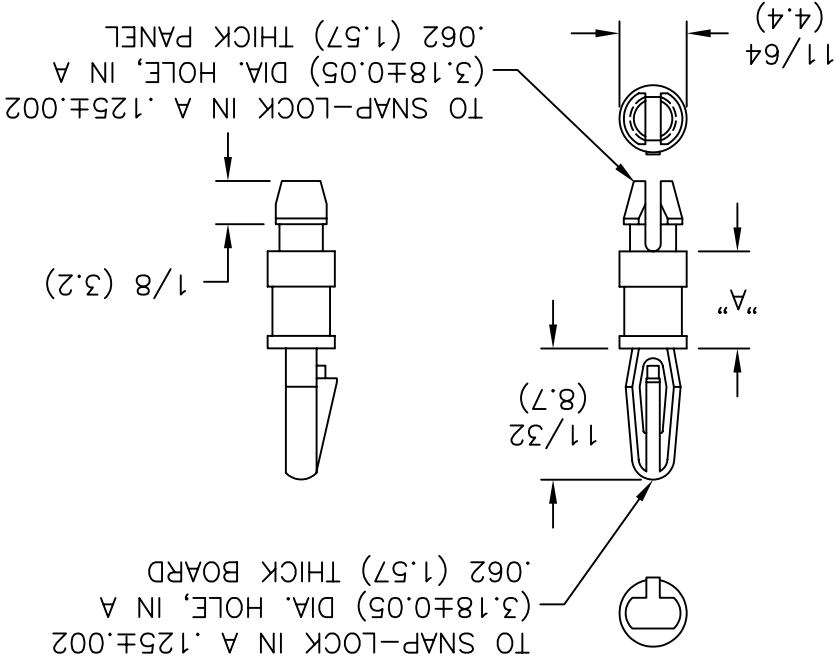 TO SNAP-LOCK IN A .125±.002
(3.18±0.05) DIA. HOLE, IN A
.062 (1.57) THICK BOARD
11/32
(8.7)
"A"
1/8 (3.2)
TO SNAP-LOCK IN A .125±.002
(3.18±0.05) DIA. HOLE, IN A
.062 (1.57) THICK PANEL
11/64
(4.4)